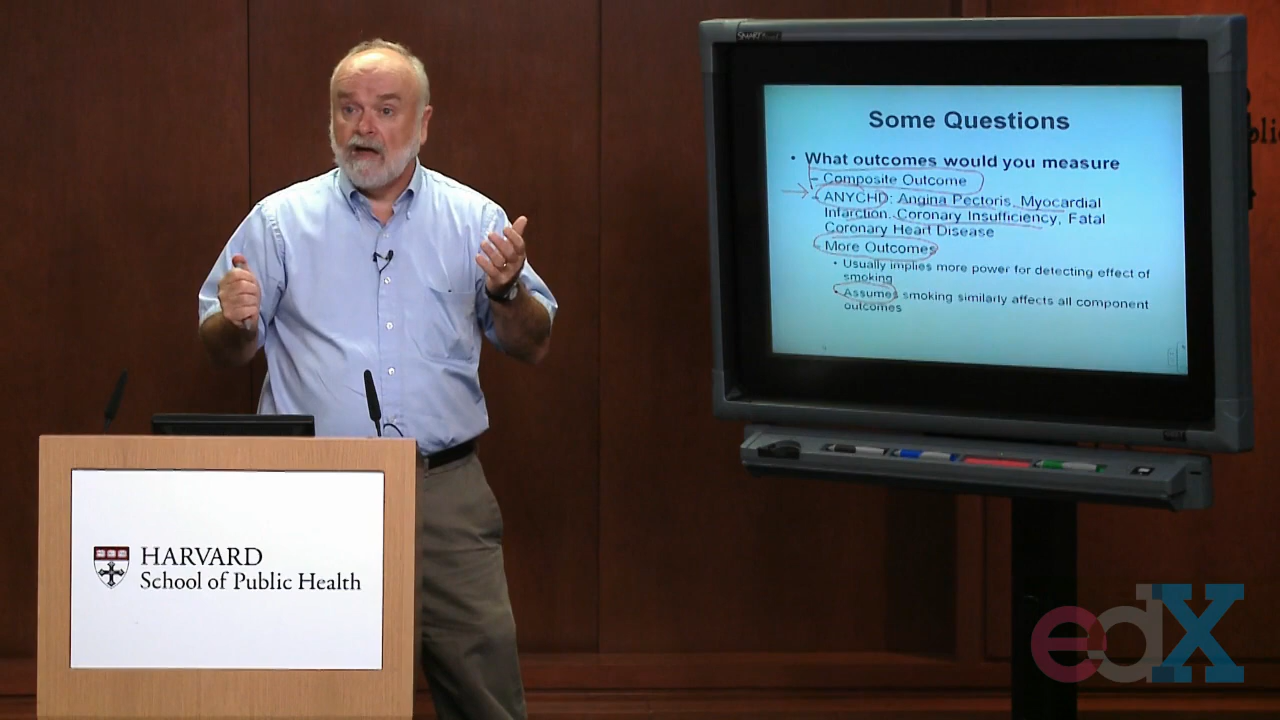 SMART
Some Questions
• What outcomes would you measure
– Composite Outcome
– ANYCHD: Angina Pectoris, Myocardial
Infarction, Coronary Insufficiency, Fatal
Coronary Heart Disease
– More Outcomes
• Usually implies more power for detecting effect of
smoking
• Assumes smoking similarly affects all component
outcomes
HARVARD
School of Public Health
edX